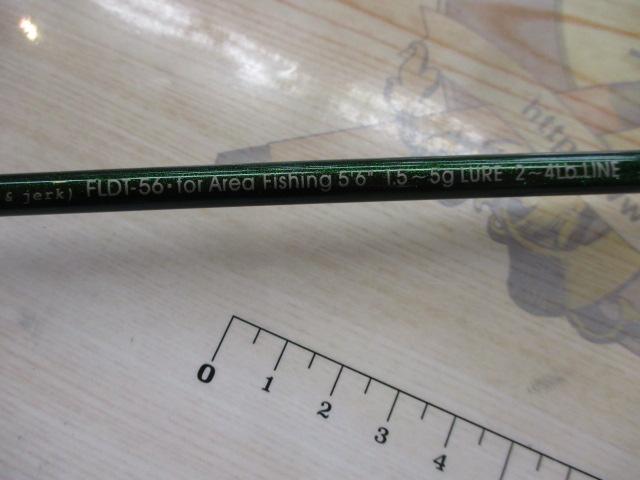 & jerk) FLDT-56・for Area Fishing 5'6" 1.5~5g LURE 2~4Lb.LINE
http
0 1 2 3 4